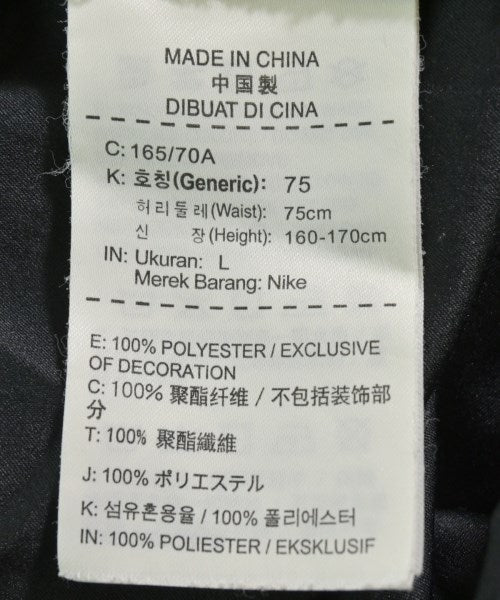 MADE IN CHINA
中国製
DIBUAT DI CINA
C: 165/70A
K: 호칭(Generic): 75
허리둘레(Waist): 75cm
신 장(Height): 160-170cm
IN: Ukuran: L
Merek Barang: Nike
E: 100% POLYESTER / EXCLUSIVE
OF DECORATION
C: 100% 聚酯纤维 / 不包括装饰部
分
T: 100% 聚酯纖維
J: 100% ポリエステル
K: 섬유혼용율 / 100% 폴리에스터
IN: 100% POLIESTER / EKSKLUSIF